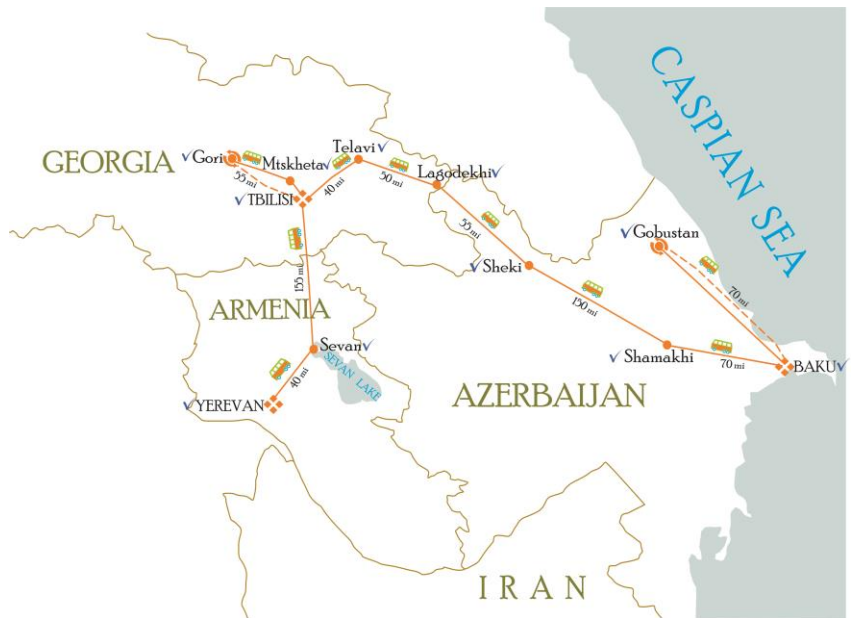 CASPIAN SEA
GEORGIA
Gori
Mtskheta
Telavi
Lagodekhi
55 mi
40 mi
50 mi
TBILISI
55 mi
Gobustan
Sheki
70 mi
155 mi
150 mi
ARMENIA
Sevan
SEVAN LAKE
Shamakhi
70 mi
BAKU
40 mi
YEREVAN
AZERBAIJAN
IRAN